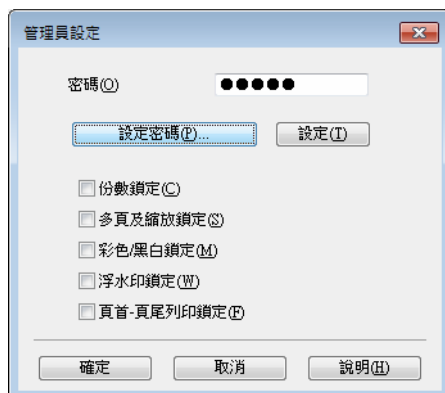 管理員設定
密碼(O) ●●●●●
設定密碼(P)... 設定(T)
份數鎖定(C)
多頁及縮放鎖定(S)
彩色/黑白鎖定(M)
浮水印鎖定(W)
頁首-頁尾列印鎖定(F)
確定 取消 說明(H)